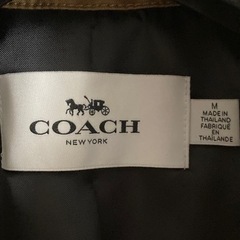 COACH
NEW YORK
M
MADE IN
THAILAND
FABRIQUÉ
EN
THAÏLANDE